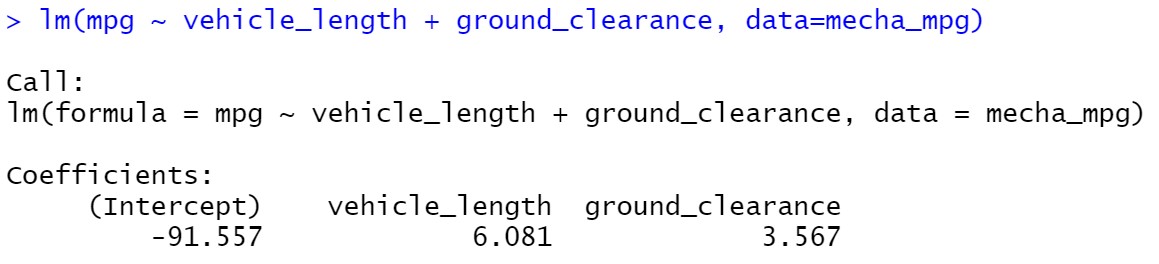 > lm(mpg ~ vehicle_length + ground_clearance, data=mecha_mpg)
Call:
lm(formula = mpg ~ vehicle_length + ground_clearance, data = mecha_mpg)
Coefficients:
(Intercept) vehicle_length ground_clearance
-91.557 6.081 3.567